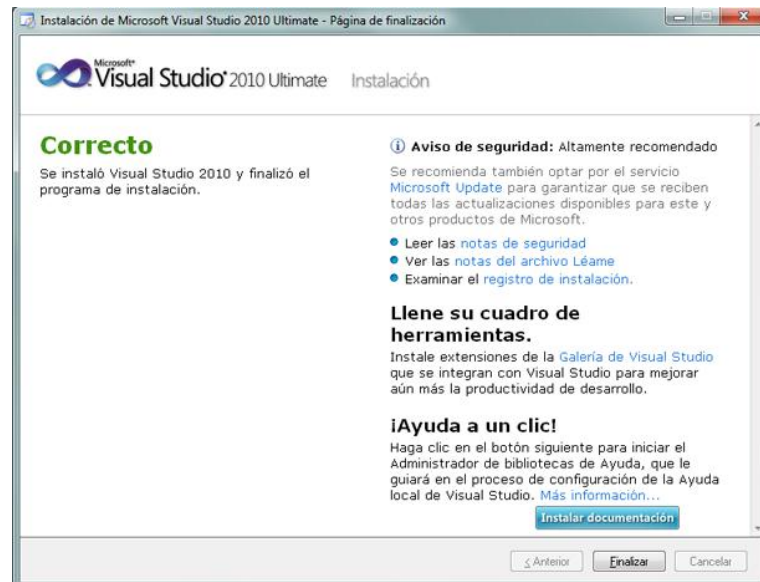 Instalación de Microsoft Visual Studio 2010 Ultimate - Página de finalización
Microsoft®
Visual Studio® 2010 Ultimate Instalación
Correcto
Se instaló Visual Studio 2010 y finalizó el
programa de instalación.
Aviso de seguridad: Altamente recomendado
Se recomienda también optar por el servicio
Microsoft Update para garantizar que se reciben
todas las actualizaciones disponibles para este y
otros productos de Microsoft.
Leer las notas de seguridad
Ver las notas del archivo Léame
Examinar el registro de instalación.
Llene su cuadro de
herramientas.
Instale extensiones de la Galería de Visual Studio
que se integran con Visual Studio para mejorar
aún más la productividad de desarrollo.
¡Ayuda a un clic!
Haga clic en el botón siguiente para iniciar el
Administrador de bibliotecas de Ayuda, que le
guiará en el proceso de configuración de la Ayuda
local de Visual Studio. Más información...
Instalar documentación
< Anterior Finalizar Cancelar